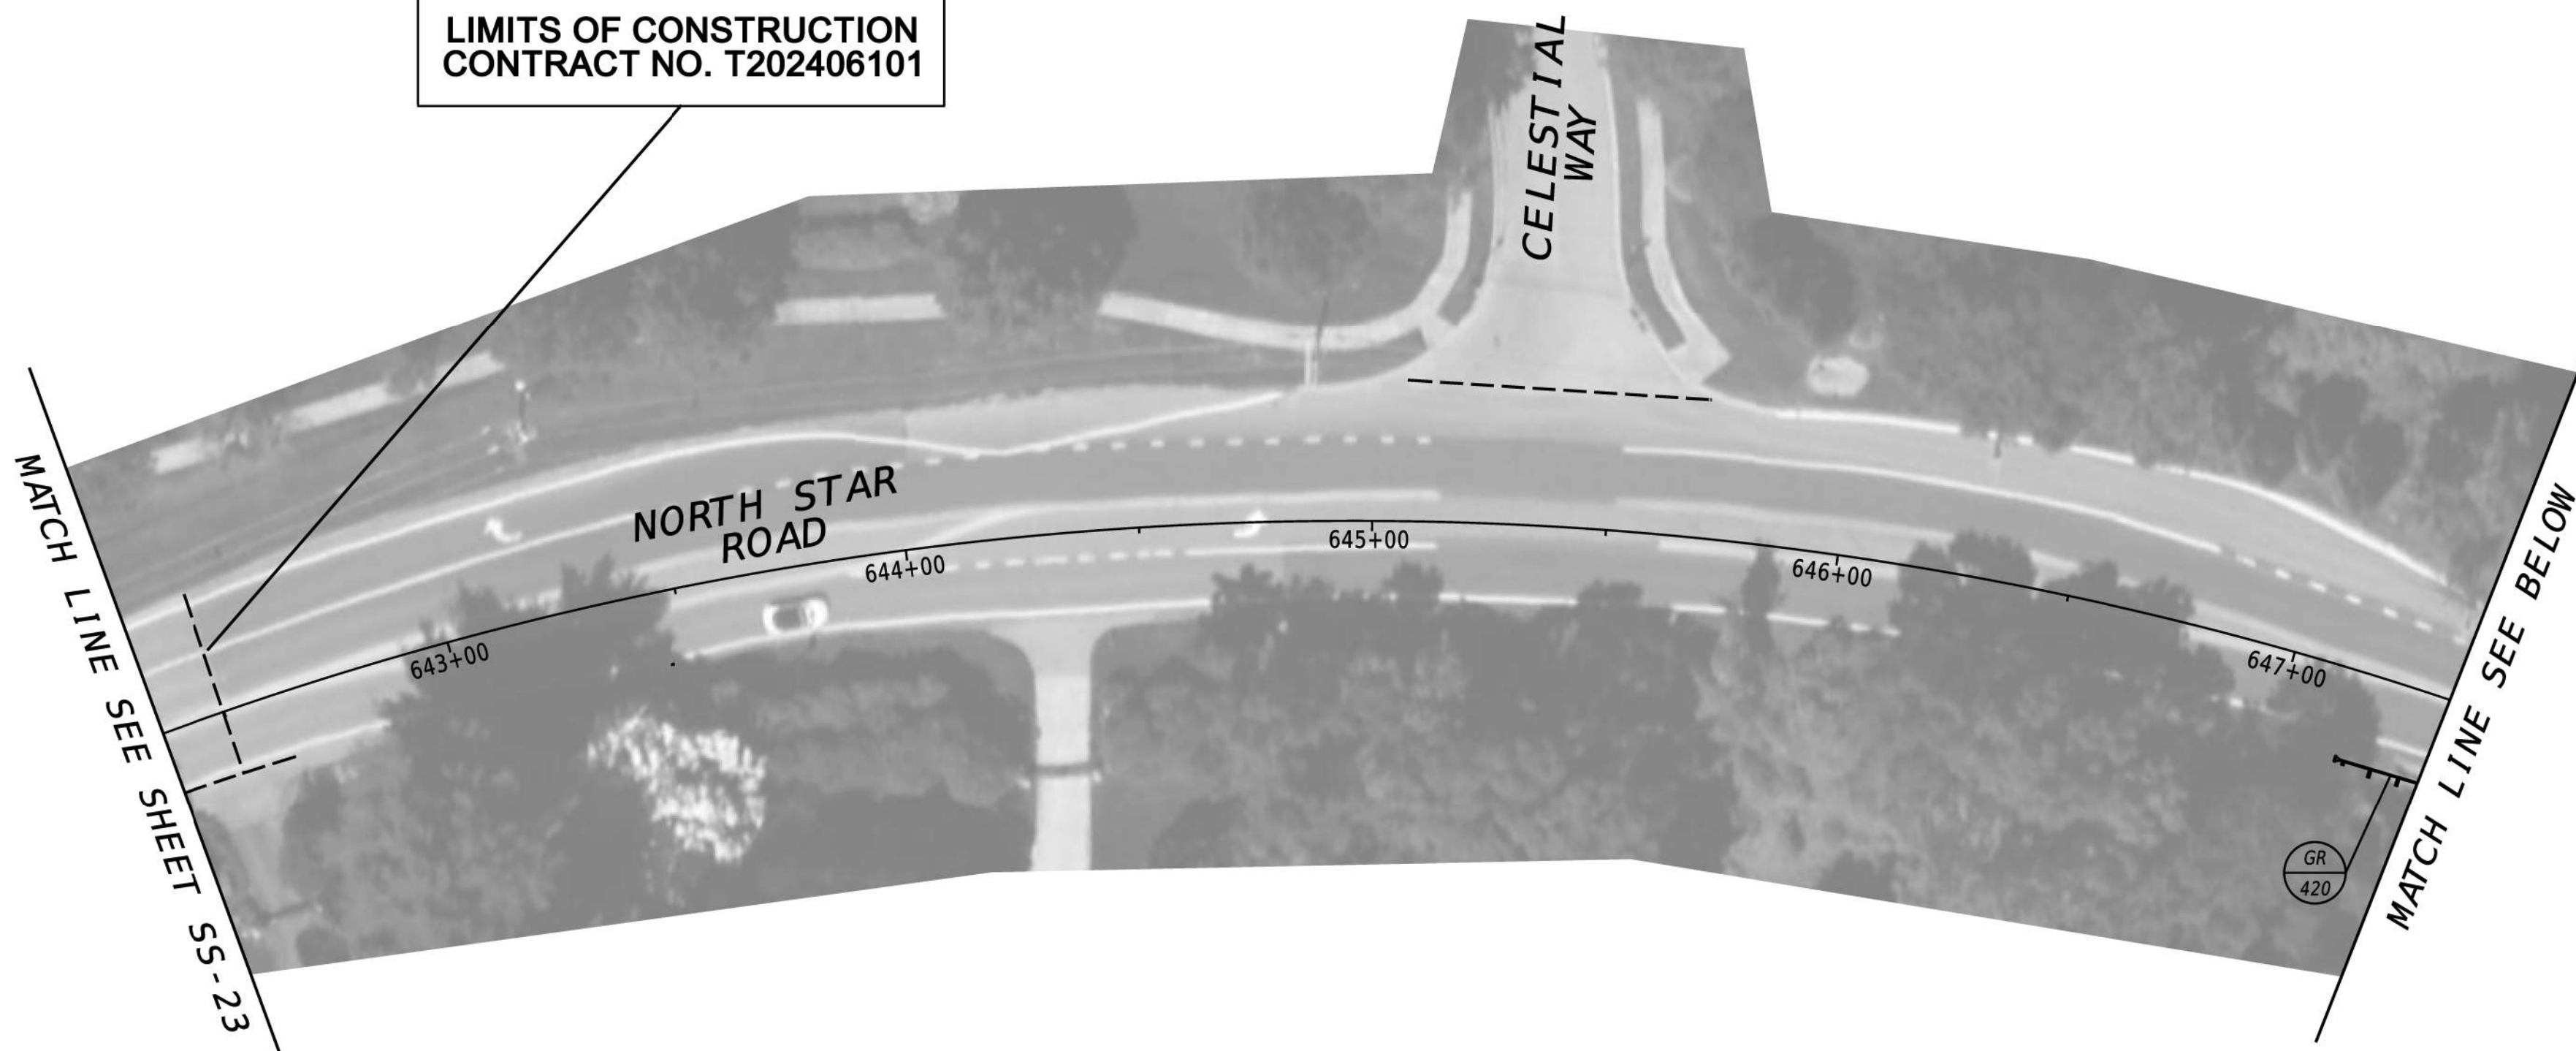 LIMITS OF CONSTRUCTION
CONTRACT NO. T202406101
CELESTIAL
WAY
NORTH STAR
ROAD
643+00
644+00
645+00
646+00
647+00
MATCH LINE SEE SHEET SS-23
MATCH LINE SEE BELOW
GR
420